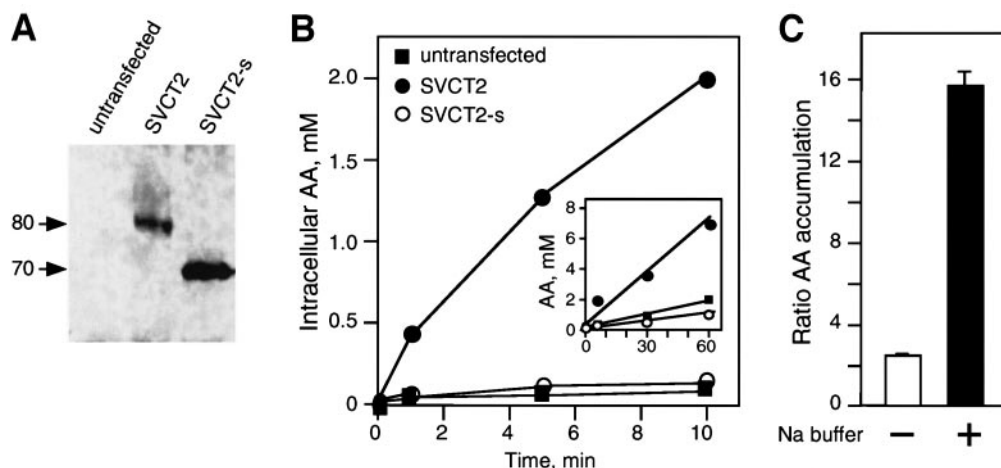 A
untransfected
SVCT2
SVCT2-s
80
70
B
Intracellular AA, mM
2.0
1.5
1.0
0.5
0
0
2
4
6
8
10
Time, min
untransfected
SVCT2
SVCT2-s
AA, mM
8
6
4
2
0
0
30
60
C
Ratio AA accumulation
16
12
8
4
0
Na buffer
−
+